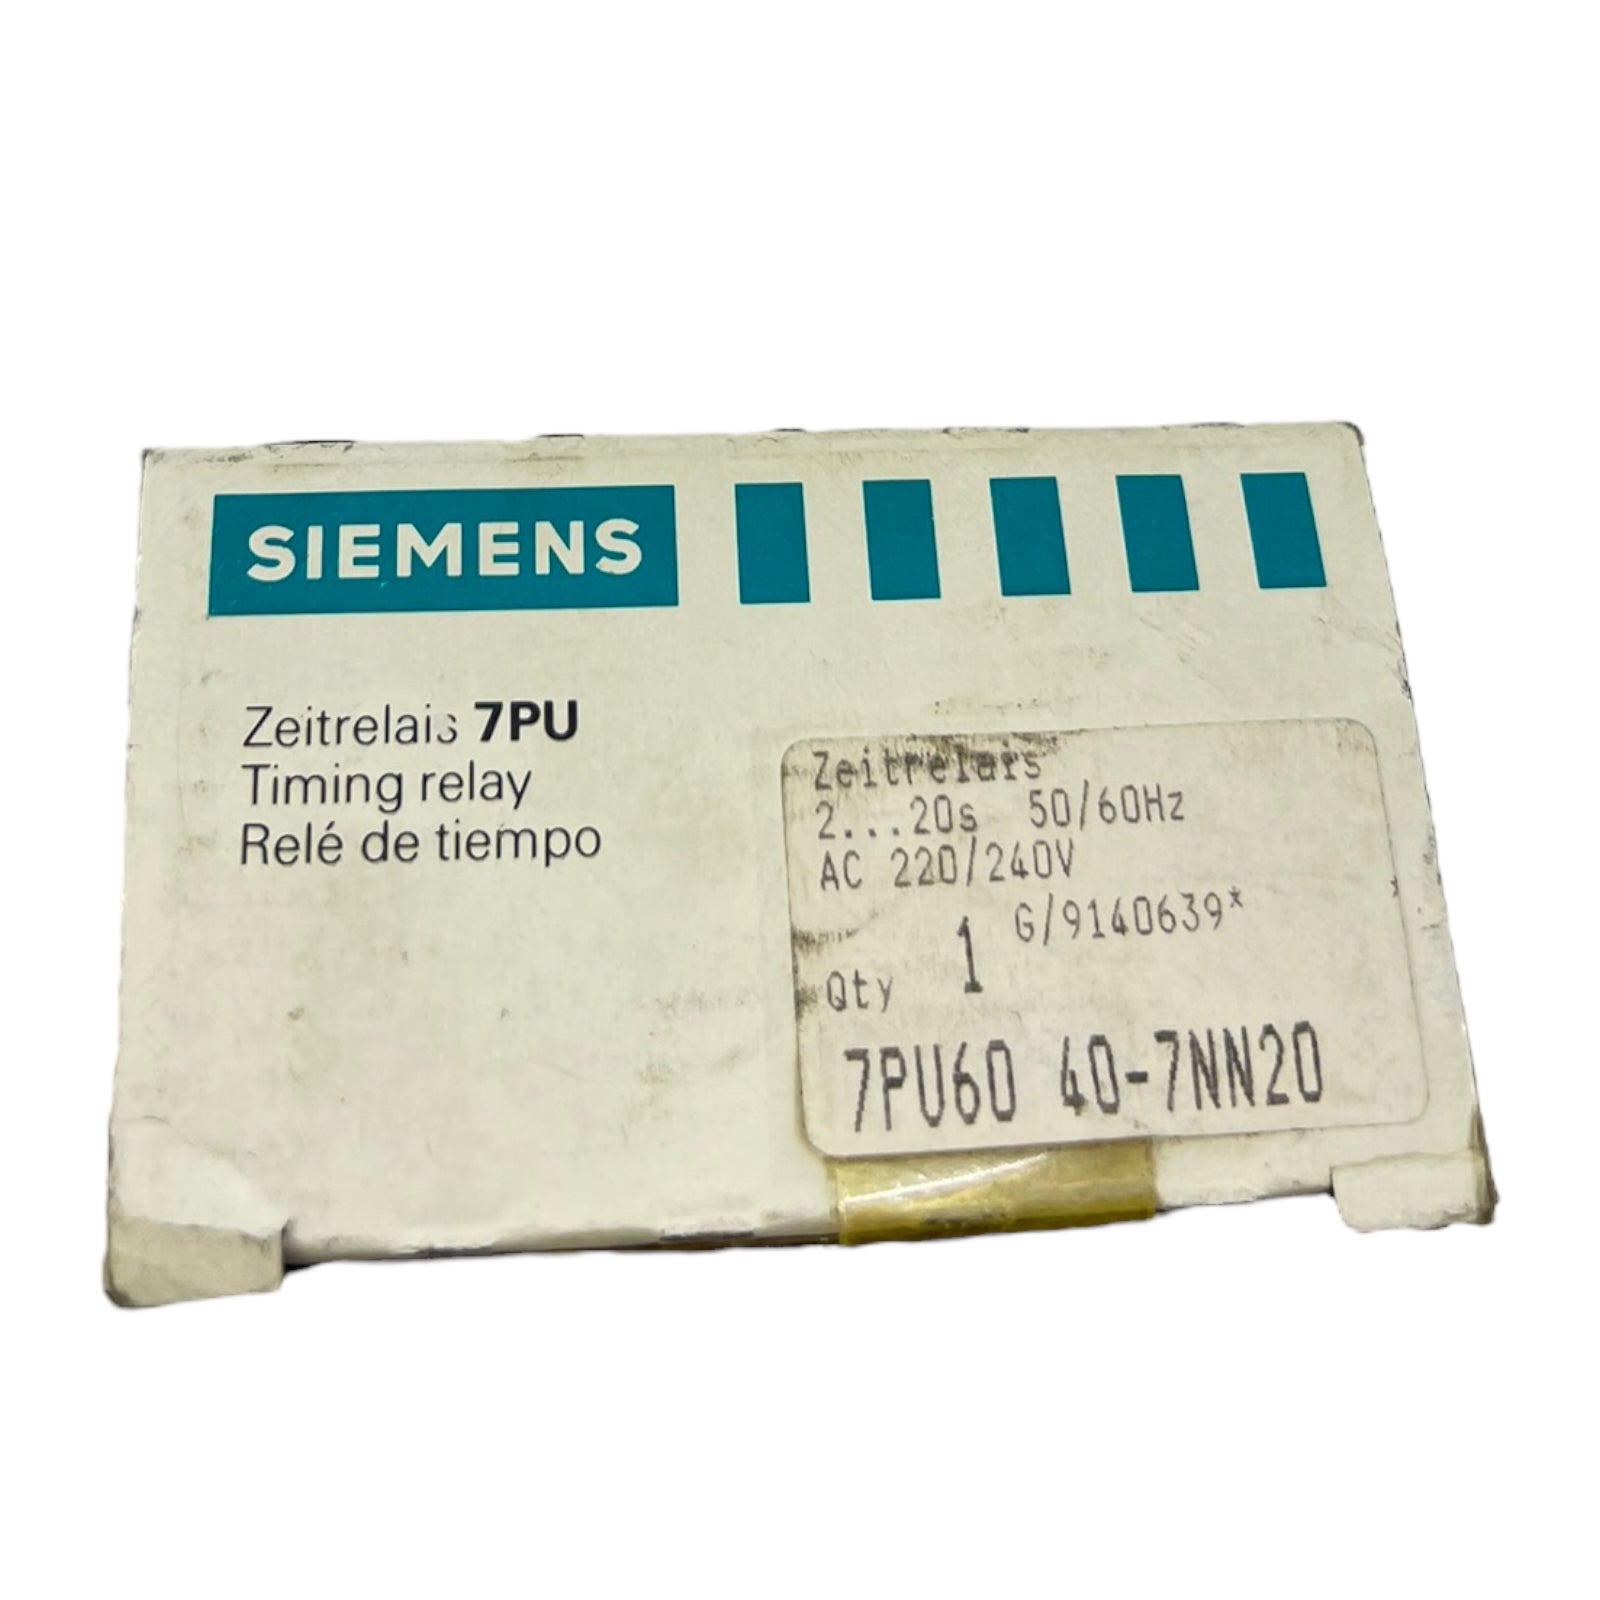 SIEMENS
Zeitrelais 7PU
Timing relay
Relé de tiempo
Zeitrelais
2...20s 50/60Hz
AC 220/240V
G/9140639*
Qty 1
7PU60 40-7NN20